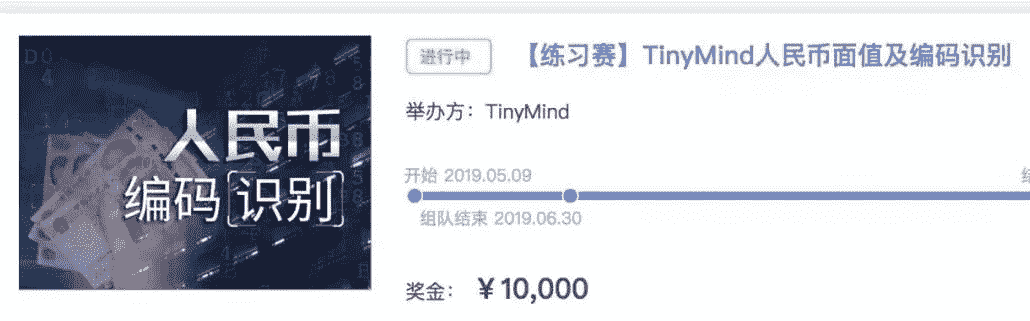 人民币
编码识别
进行中
【练习赛】TinyMind人民币面值及编码识别
举办方：TinyMind
开始 2019.05.09
组队结束 2019.06.30
奖金：￥10,000